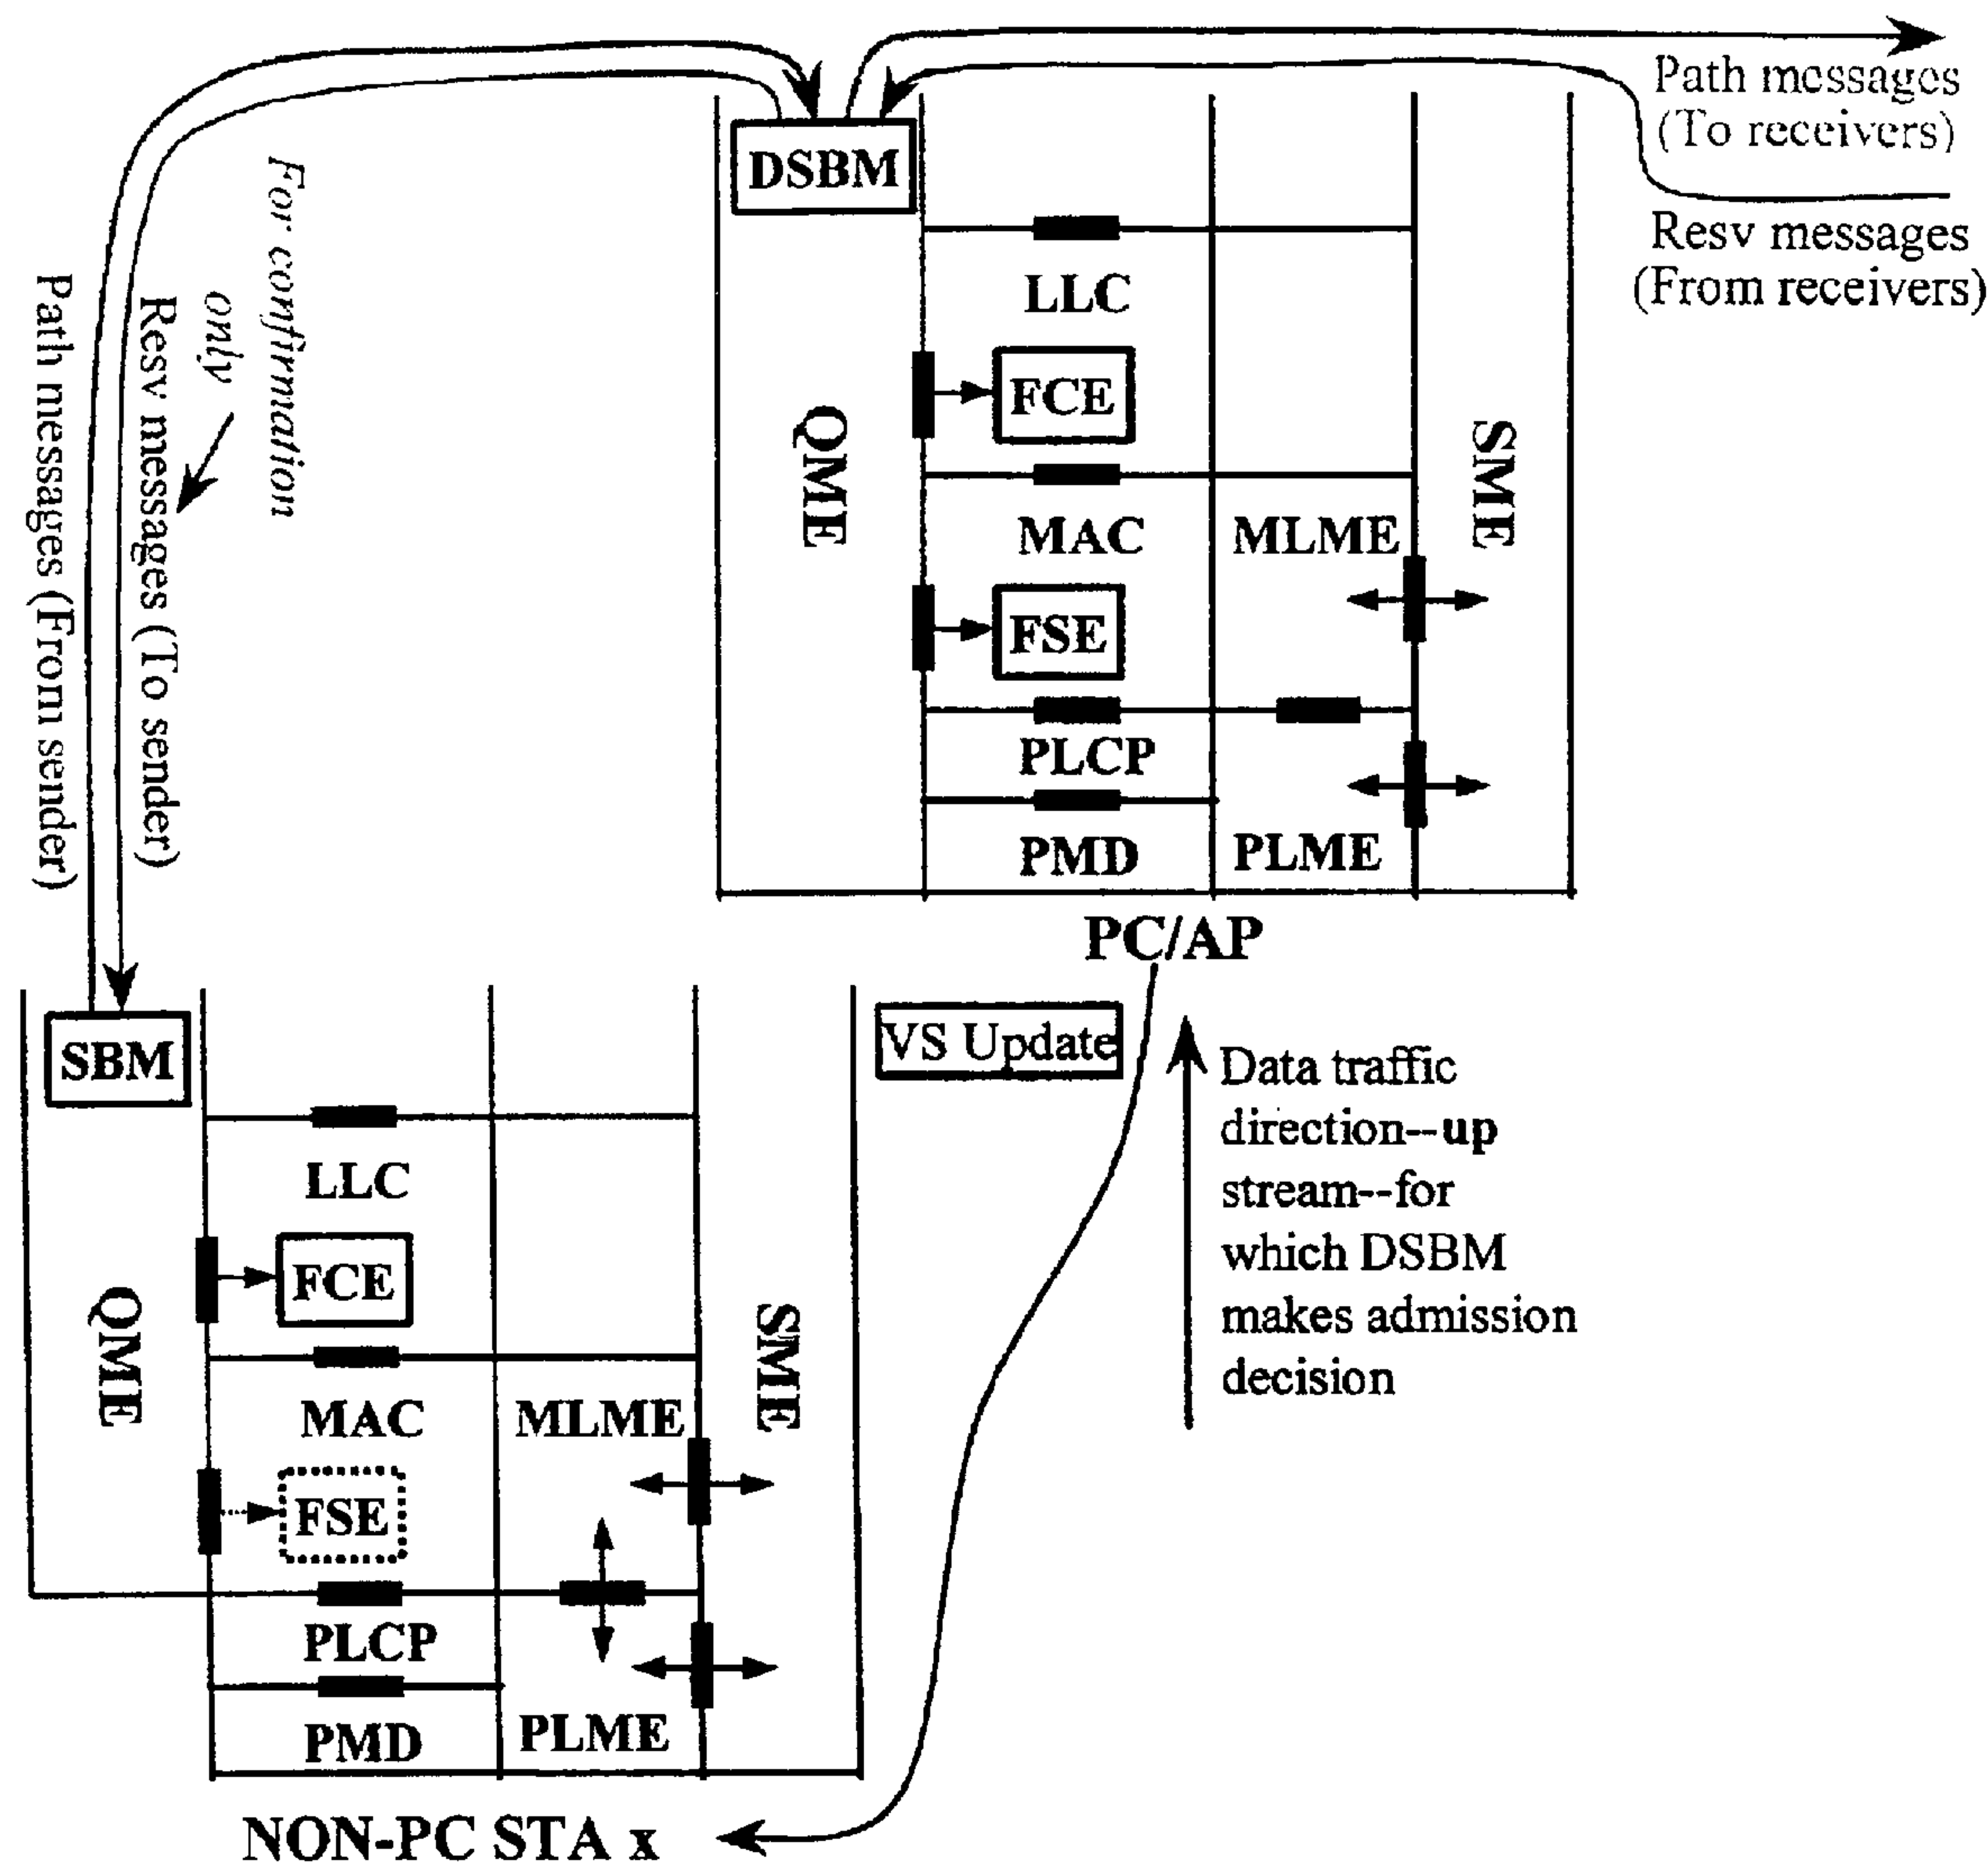 Path messages
(To receivers)
Resv messages
(From receivers)
DSBM
LLC
FCE
QME
SME
MAC
MLME
FSE
PLCP
PMD
PLME
PC/AP
For confirmation
only
Resv messages (To sender)
Path messages (From sender)
SBM
VS Update
Data traffic
direction--up
stream--for
which DSBM
makes admission
decision
LLC
FCE
QME
SME
MAC
MLME
FSE
PLCP
PMD
PLME
NON-PC STA x